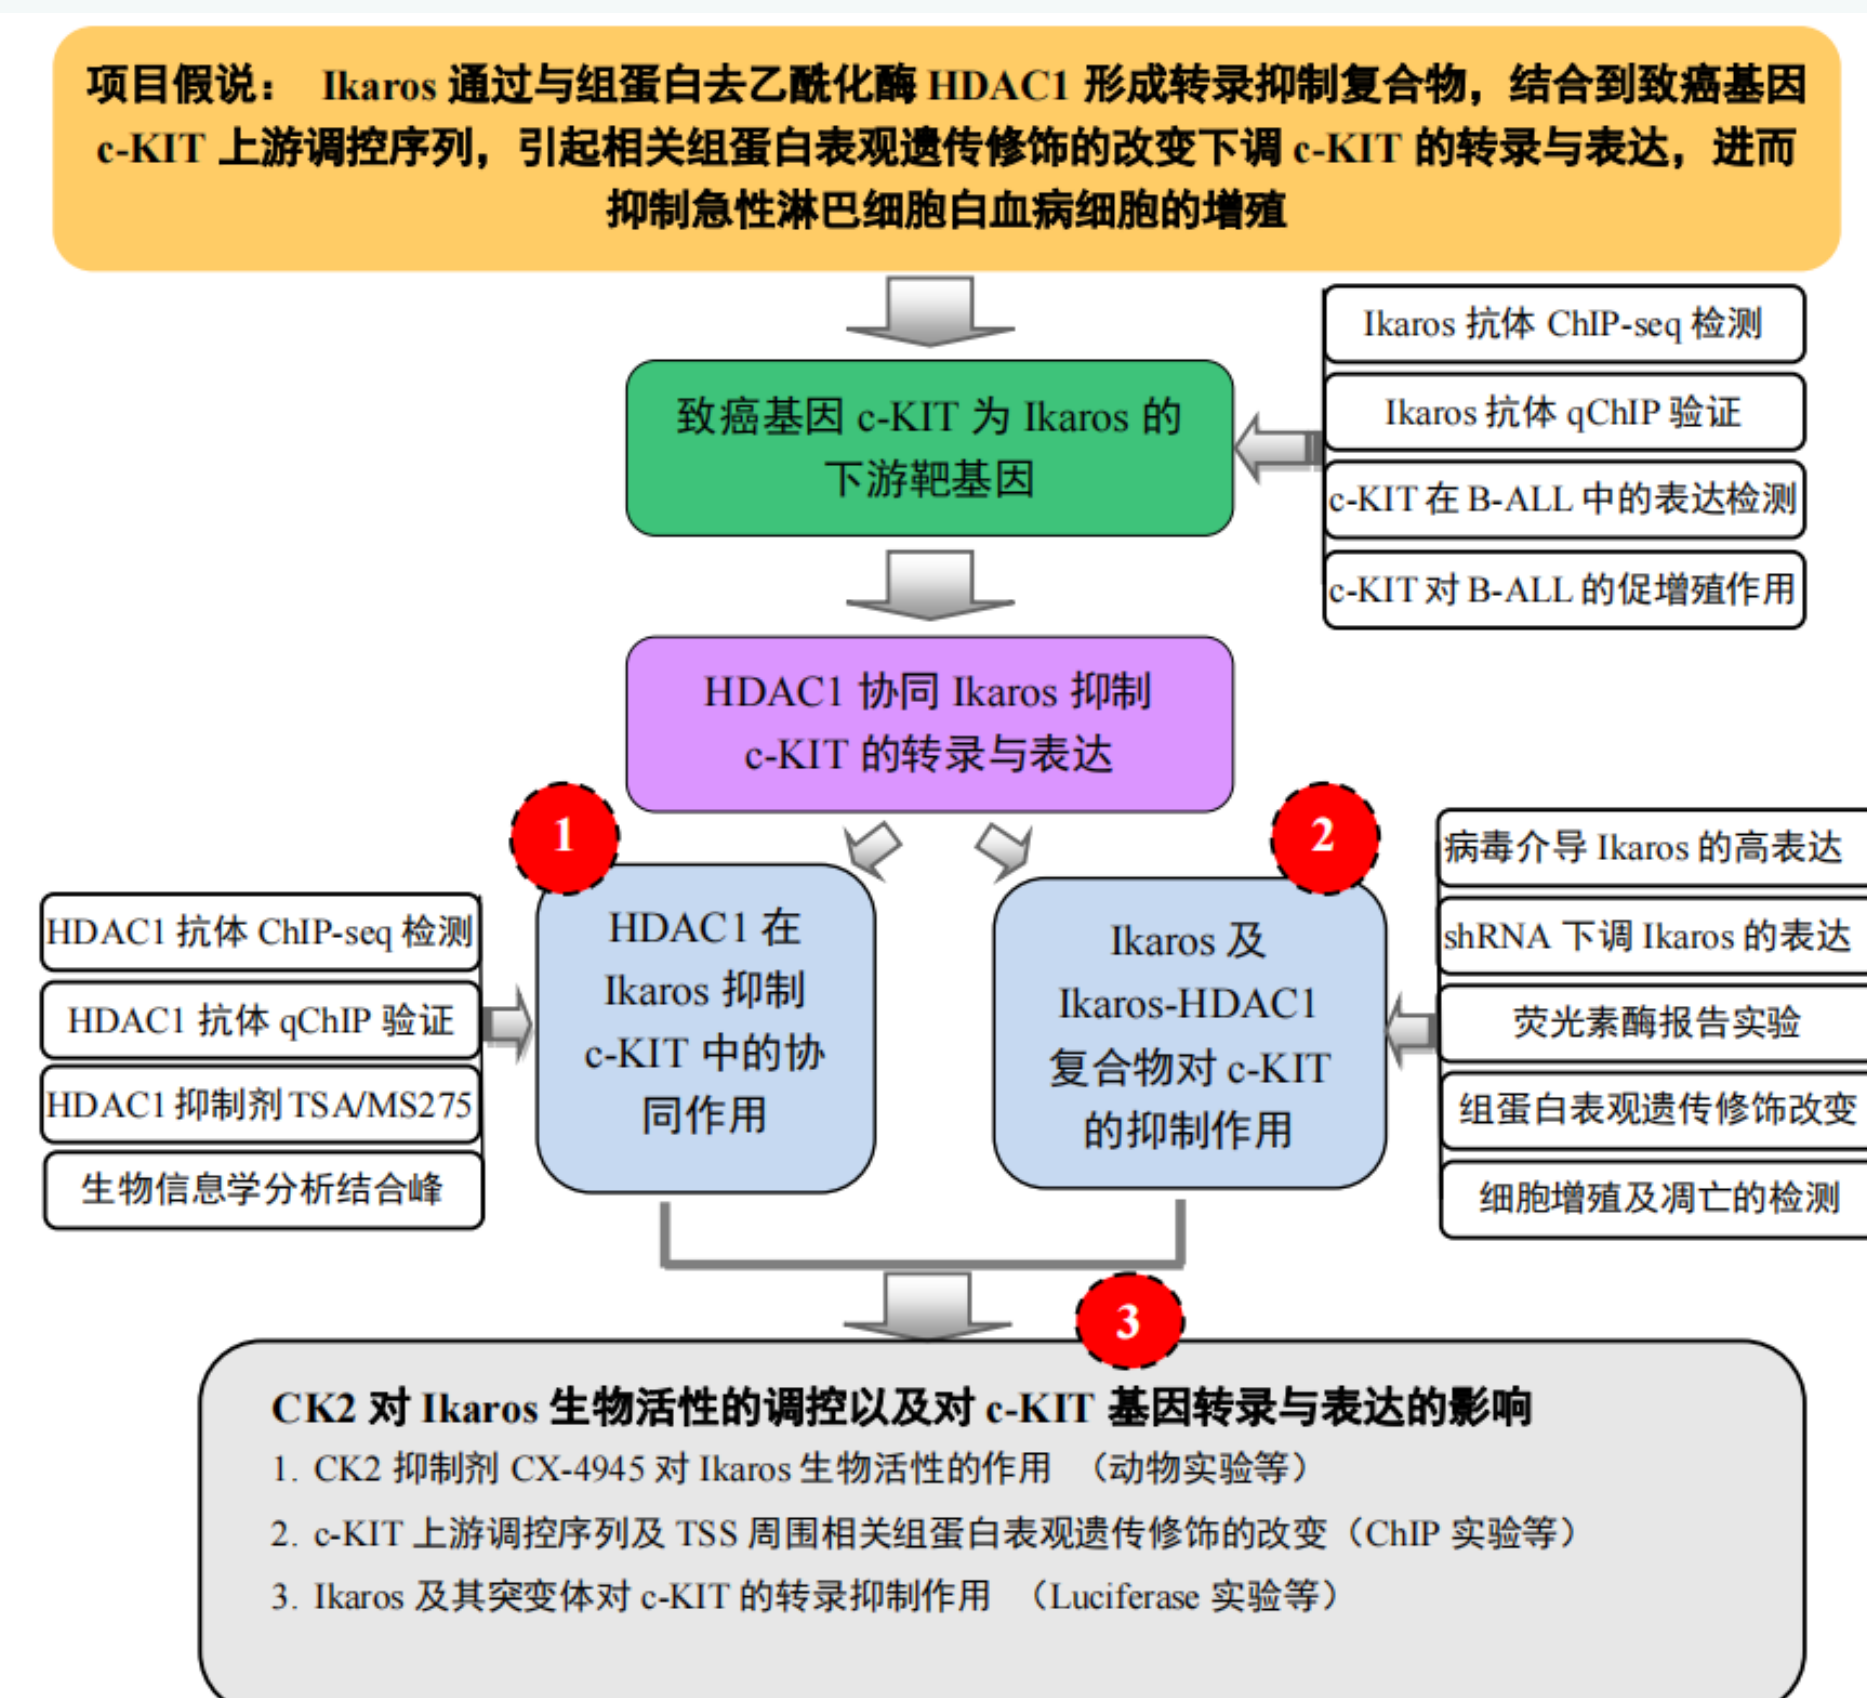 项目假说： Ikaros 通过与组蛋白去乙酰化酶 HDAC1 形成转录抑制复合物，结合到致癌基因
c-KIT 上游调控序列，引起相关组蛋白表观遗传修饰的改变下调 c-KIT 的转录与表达，进而
抑制急性淋巴细胞白血病细胞的增殖
Ikaros 抗体 ChIP-seq 检测
Ikaros 抗体 qChIP 验证
c-KIT 在 B-ALL 中的表达检测
c-KIT 对 B-ALL 的促增殖作用
致癌基因 c-KIT 为 Ikaros 的
下游靶基因
HDAC1 协同 Ikaros 抑制
c-KIT 的转录与表达
1
2
HDAC1 抗体 ChIP-seq 检测
HDAC1 抗体 qChIP 验证
HDAC1 抑制剂 TSA/MS275
生物信息学分析结合峰
HDAC1 在
Ikaros 抑制
c-KIT 中的协
同作用
Ikaros 及
Ikaros-HDAC1
复合物对 c-KIT
的抑制作用
病毒介导 Ikaros 的高表达
shRNA 下调 Ikaros 的表达
荧光素酶报告实验
组蛋白表观遗传修饰改变
细胞增殖及凋亡的检测
3
CK2 对 Ikaros 生物活性的调控以及对 c-KIT 基因转录与表达的影响
1. CK2 抑制剂 CX-4945 对 Ikaros 生物活性的作用 （动物实验等）
2. c-KIT 上游调控序列及 TSS 周围相关组蛋白表观遗传修饰的改变（ChIP 实验等）
3. Ikaros 及其突变体对 c-KIT 的转录抑制作用 （Luciferase 实验等）